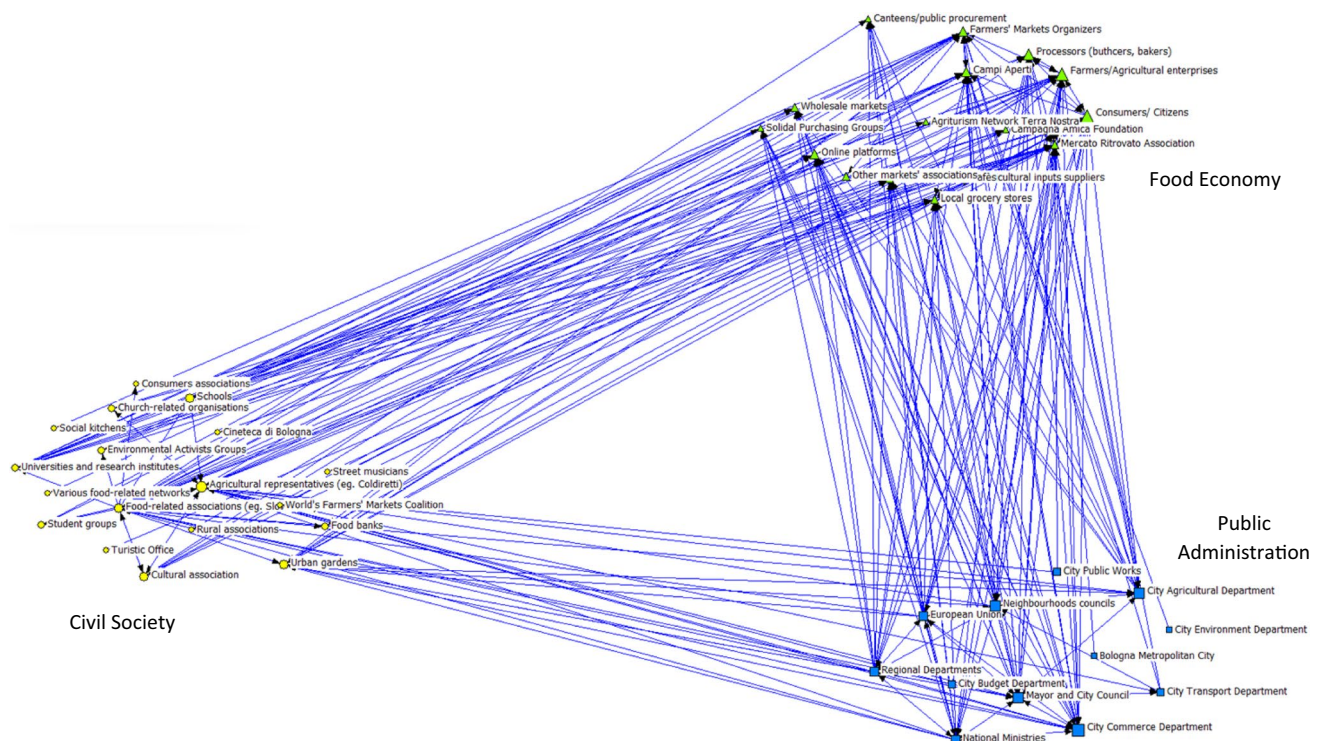 Canteens/public procurement
Farmers' Markets Organizers
Processors (buthcers, bakers)
Campi Aperti
Farmers/Agricultural enterprises
Wholesale markets
Consumers/ Citizens
Agriturism Network Terra Nostra
Solidal Purchasing Groups
Campagna Amica Foundation
Mercato Ritrovato Association
Online platforms
Other markets' associations
cultural inputs suppliers
Food Economy
Local grocery stores
Consumers associations
Schools
Church-related organisations
Social kitchens
Cineteca di Bologna
Environmental Activists Groups
Universities and research institutes
Street musicians
Agricultural representatives (eg. Coldiretti)
Various food-related networks
Food-related associations (eg. Slo
World's Farmers' Markets Coalition
Student groups
Rural associations
Food banks
Turistic Office
Urban gardens
Cultural association
Civil Society
Public
Administration
City Public Works
City Agricultural Department
Neighbourhoods councils
European Union
City Environment Department
Bologna Metropolitan City
Regional Departments
City Budget Department
Mayor and City Council
City Transport Department
City Commerce Department
National Ministries